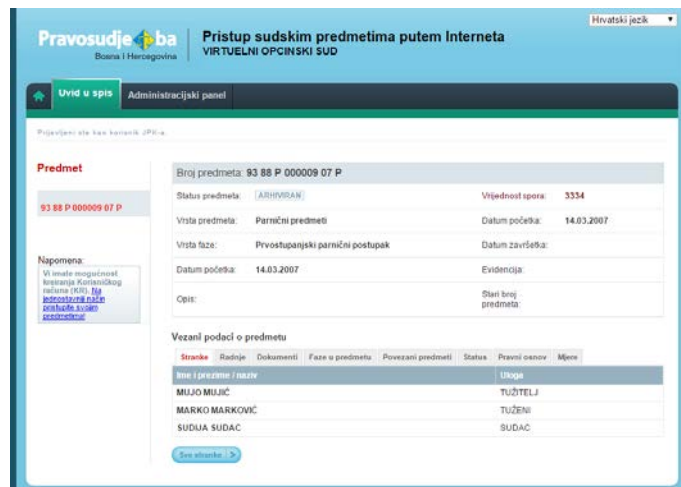 Hrvatski jezik
Pravosudje ba
Bosna i Hercegovina
Pristup sudskim predmetima putem Interneta
VIRTUELNI OPCINSKI SUD
Uvid u spis
Administracijski panel
Prijavljeni ste kao korisnik JPK-a.
Predmet
93 88 P 000009 07 P
Napomena:
Vi imate mogućnost
kreiranja Korisničkog
računa (KR). Na
jednostavniji način
pristupite svojim
predmetima!
Broj predmeta: 93 88 P 000009 07 P
Status predmeta: ARHIVIRAN Vrijednost spora: 3334
Vrsta predmeta: Parnični predmeti Datum početka: 14.03.2007
Vrsta faze: Prvostupanjski parnični postupak Datum završetka:
Datum početka: 14.03.2007 Evidencija:
Opis: Stari broj
predmeta:
Vezani podaci o predmetu
Stranke Radnje Dokumenti Faze u predmetu Povezani predmeti Status Pravni osnov Mjere
Ime i prezime / naziv Uloga
MUJO MUJIĆ TUŽITELJ
MARKO MARKOVIĆ TUŽENI
SUDIJA SUDAC SUDAC
Sve stranke